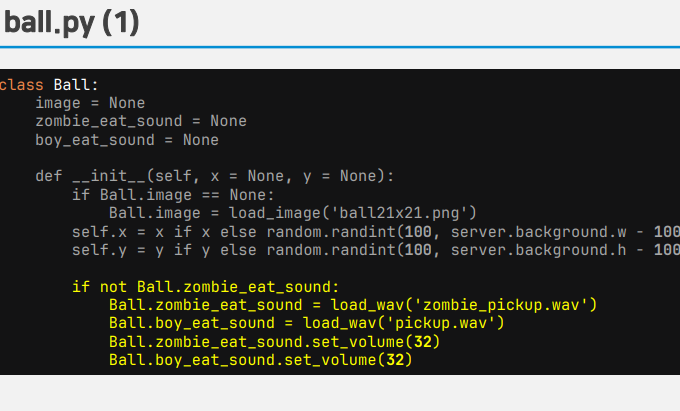 ball.py (1)
class Ball:
    image = None
    zombie_eat_sound = None
    boy_eat_sound = None
    def __init__(self, x = None, y = None):
        if Ball.image == None:
            Ball.image = load_image('ball21x21.png')
        self.x = x if x else random.randint(100, server.background.w - 100
        self.y = y if y else random.randint(100, server.background.h - 100
        if not Ball.zombie_eat_sound:
            Ball.zombie_eat_sound = load_wav('zombie_pickup.wav')
            Ball.boy_eat_sound = load_wav('pickup.wav')
            Ball.zombie_eat_sound.set_volume(32)
            Ball.boy_eat_sound.set_volume(32)